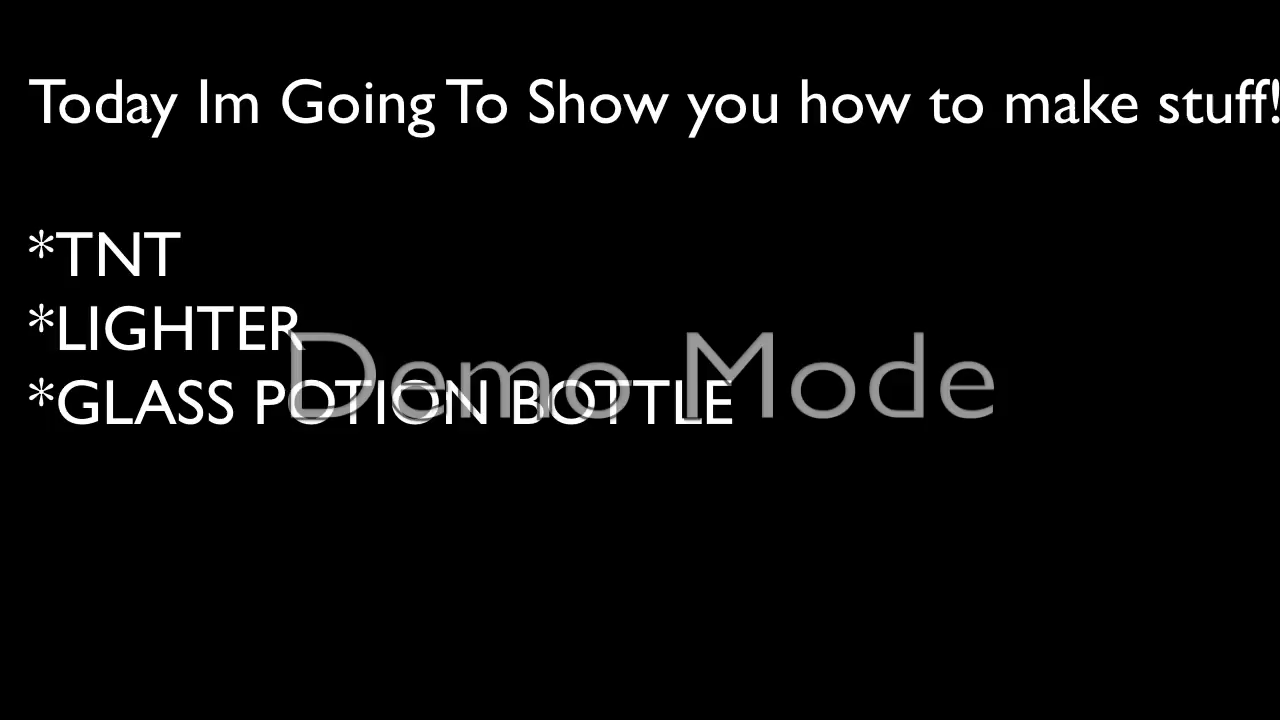 Today Im Going To Show you how to make stuff!
*TNT
*LIGHTER
*GLASS POTION BOTTLE
Demo Mode